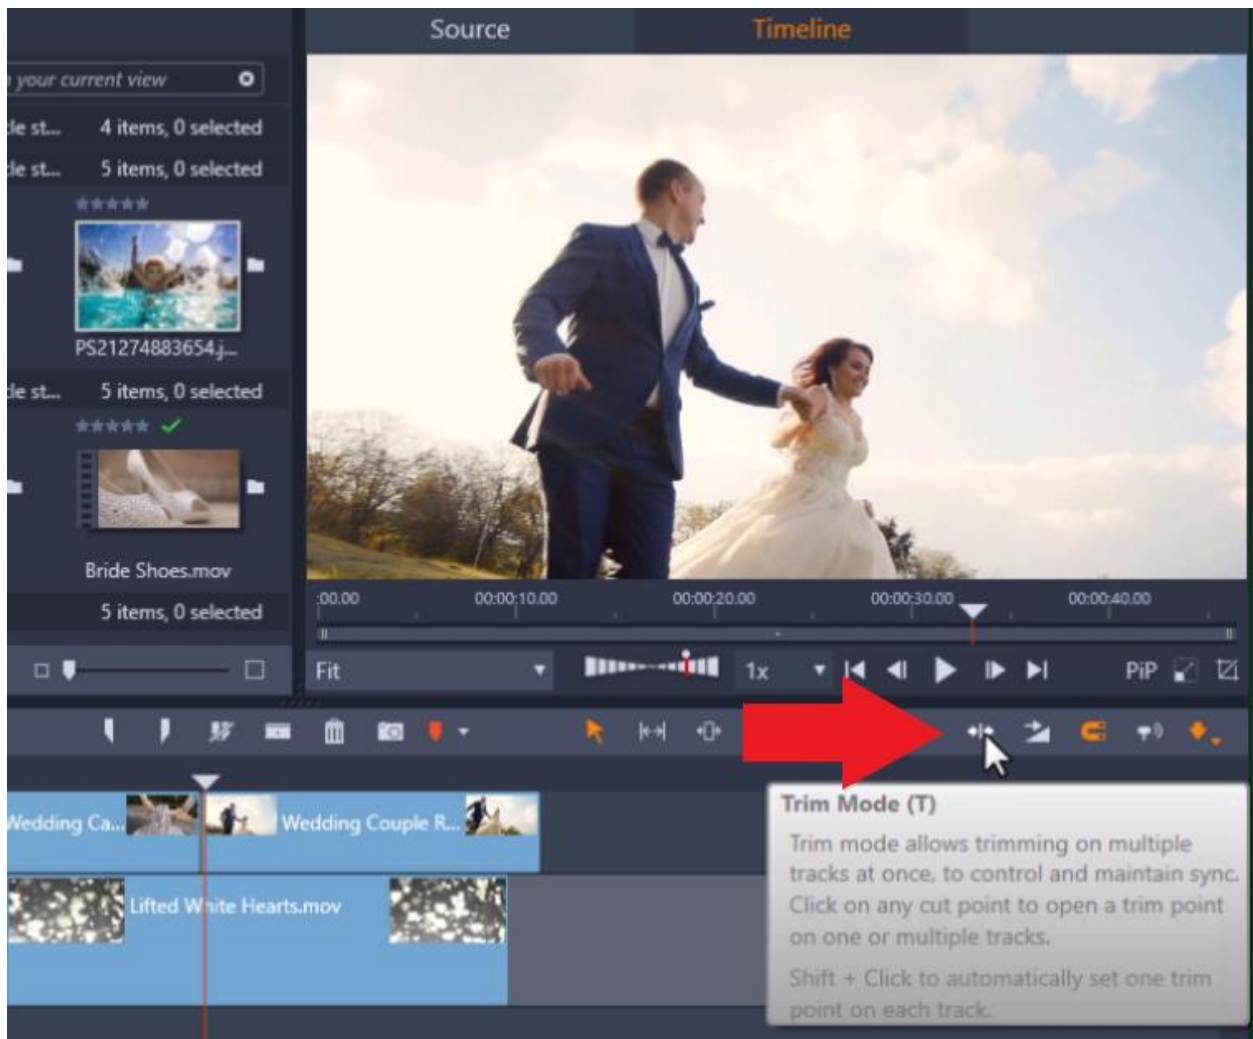 Source
Timeline
your current view
4 items, 0 selected
5 items, 0 selected
PS21274883654.j...
5 items, 0 selected
Bride Shoes.mov
5 items, 0 selected
:00.00 00:00:10.00 00:00:20.00 00:00:30.00 00:00:40.00
Fit
1x
PiP
Wedding Ca...
Wedding Couple R...
Lifted White Hearts.mov
Trim Mode (T)
Trim mode allows trimming on multiple
tracks at once, to control and maintain sync.
Click on any cut point to open a trim point
on one or multiple tracks.
Shift + Click to automatically set one trim
point on each track.